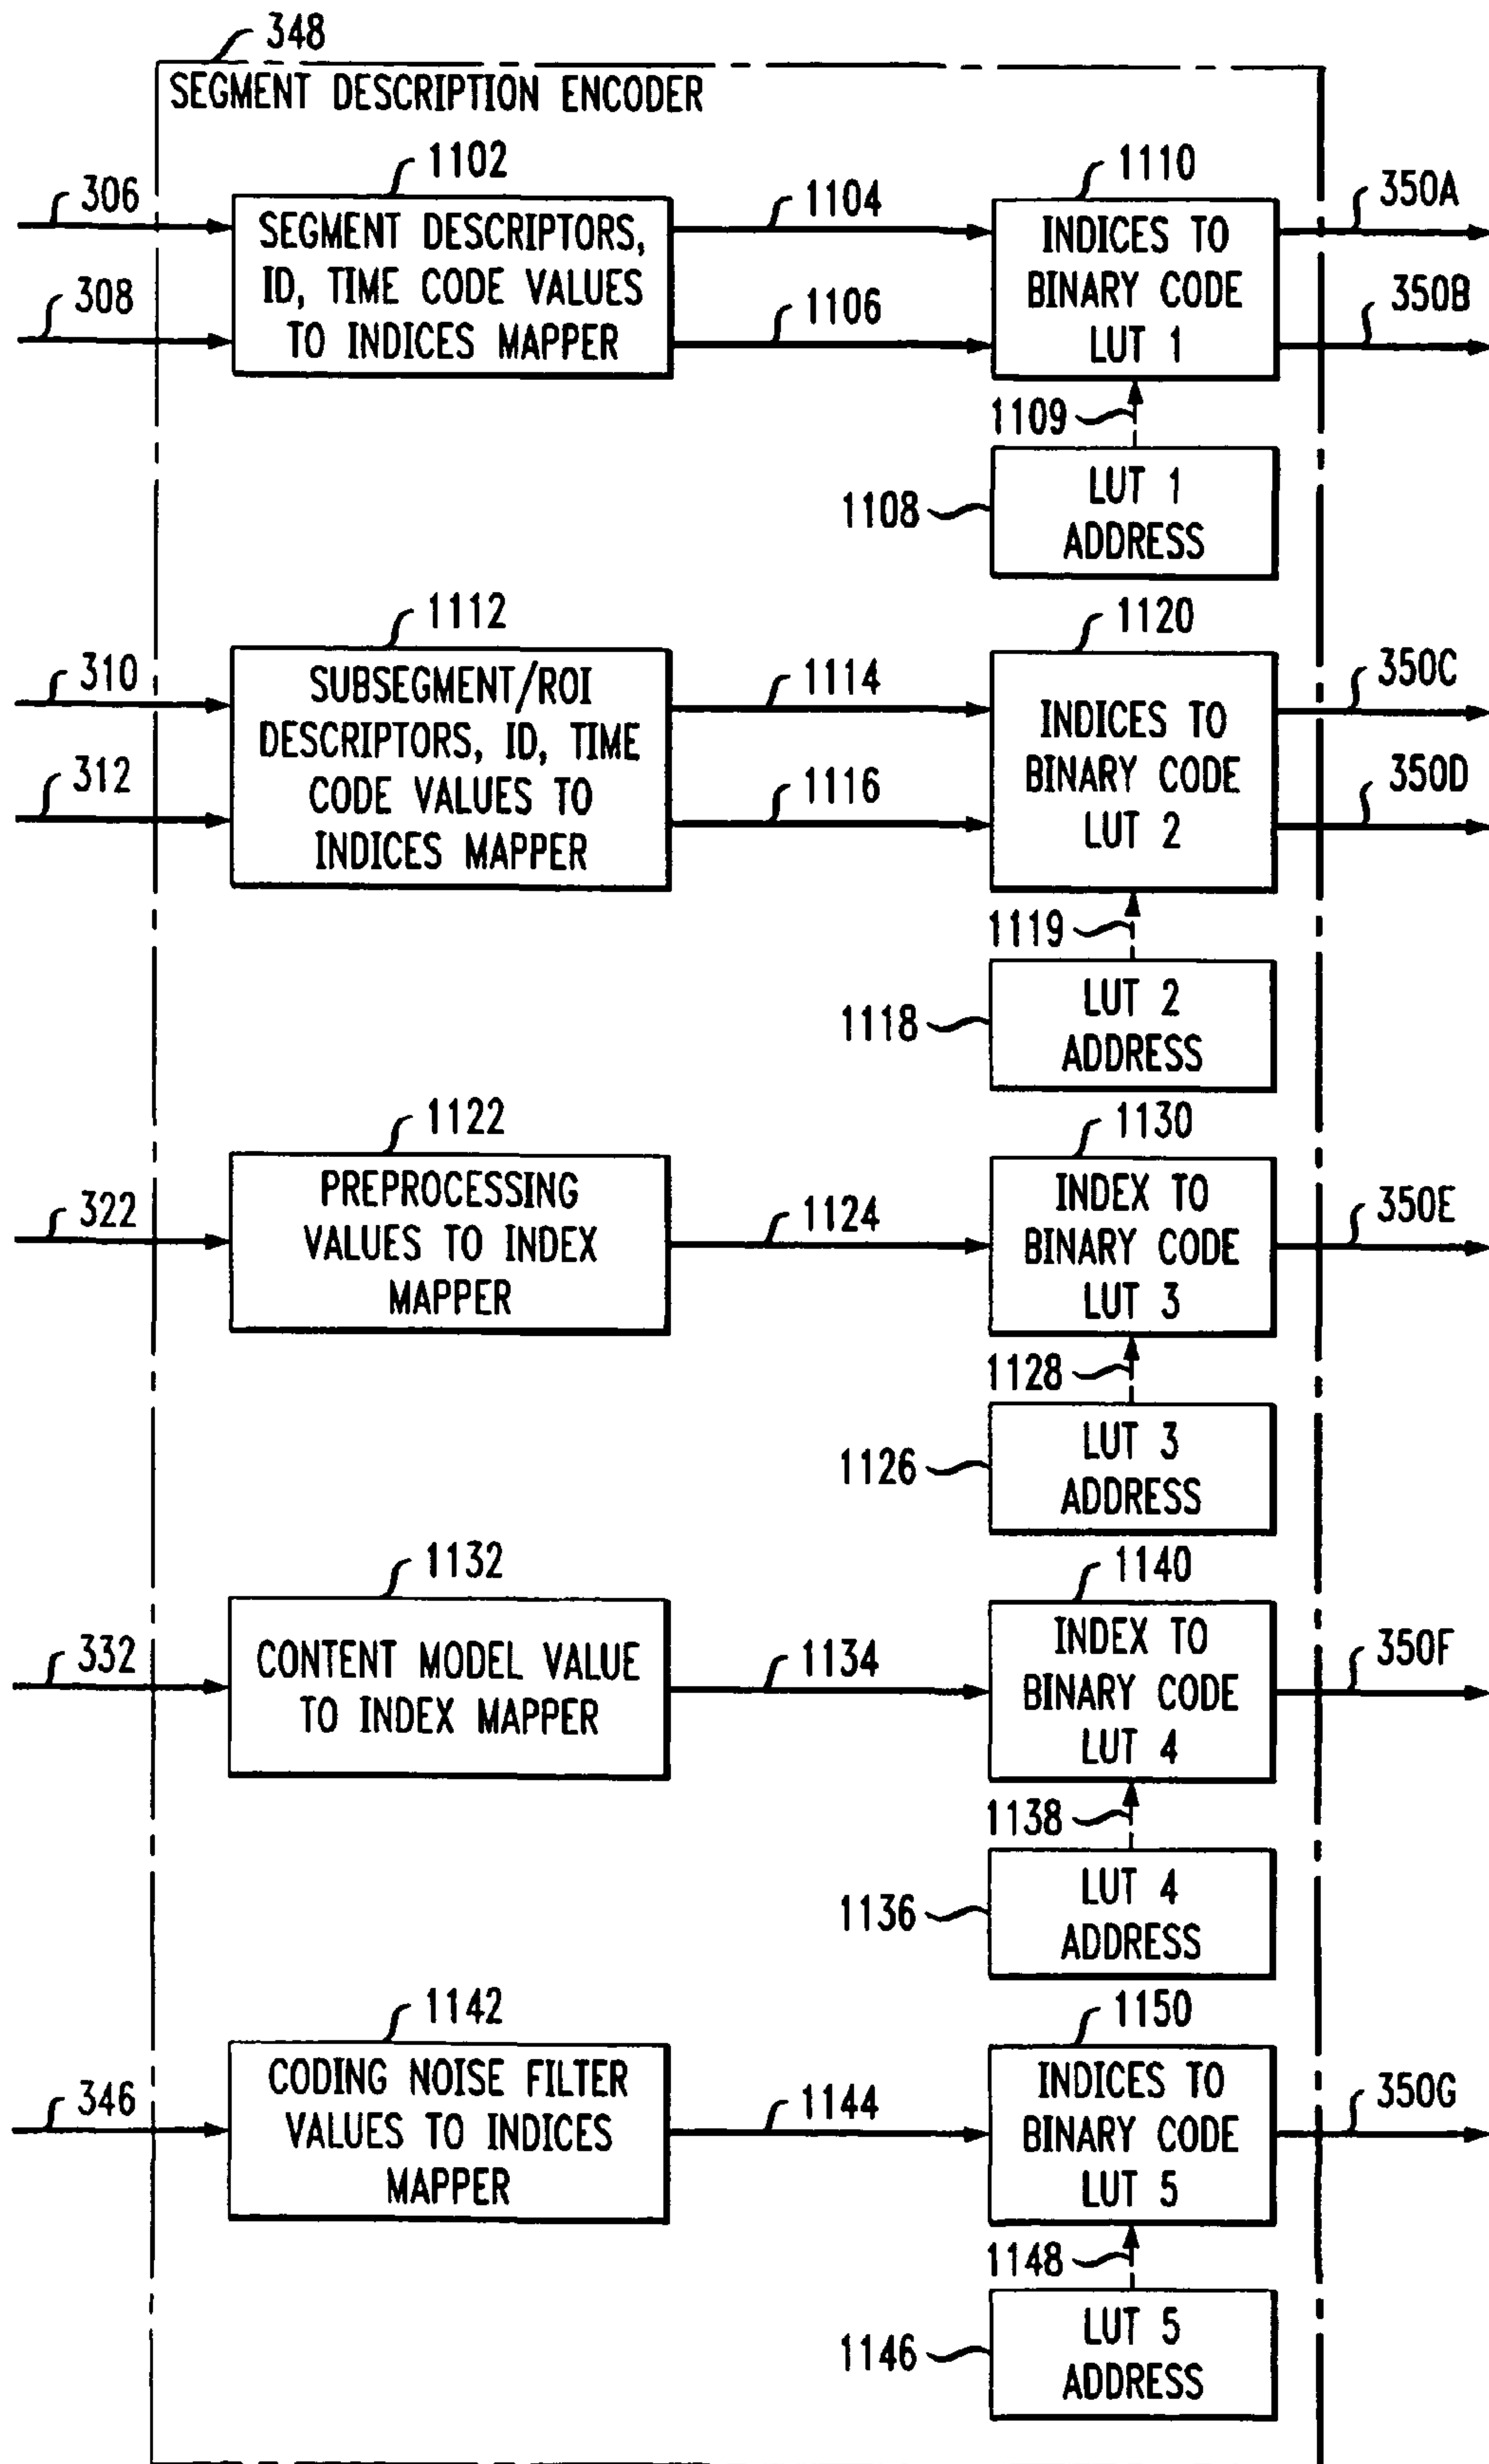 348
SEGMENT DESCRIPTION ENCODER
1102
1110
306
308
SEGMENT DESCRIPTORS,
ID, TIME CODE VALUES
TO INDICES MAPPER
1104
1106
INDICES TO
BINARY CODE
LUT 1
350A
350B
1109
1108
LUT 1
ADDRESS
1112
1120
310
312
SUBSEGMENT/ROI
DESCRIPTORS, ID, TIME
CODE VALUES TO
INDICES MAPPER
1114
1116
INDICES TO
BINARY CODE
LUT 2
350C
350D
1119
1118
LUT 2
ADDRESS
1122
1130
322
PREPROCESSING
VALUES TO INDEX
MAPPER
1124
INDEX TO
BINARY CODE
LUT 3
350E
1128
1126
LUT 3
ADDRESS
1132
1140
332
CONTENT MODEL VALUE
TO INDEX MAPPER
1134
INDEX TO
BINARY CODE
LUT 4
350F
1138
1136
LUT 4
ADDRESS
1142
1150
346
CODING NOISE FILTER
VALUES TO INDICES
MAPPER
1144
INDICES TO
BINARY CODE
LUT 5
350G
1148
1146
LUT 5
ADDRESS